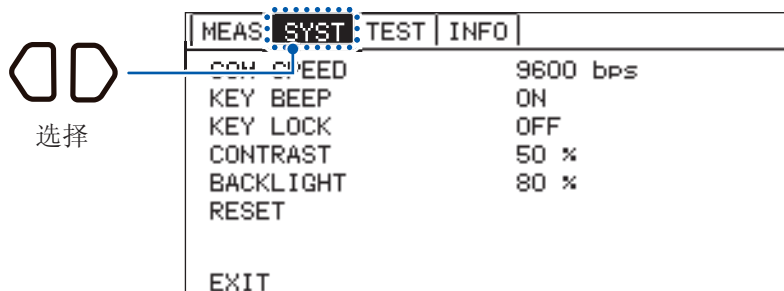 MEAS SYST TEST INFO
选择
COM SPEED 9600 bps
KEY BEEP ON
KEY LOCK OFF
CONTRAST 50 %
BACKLIGHT 80 %
RESET
EXIT